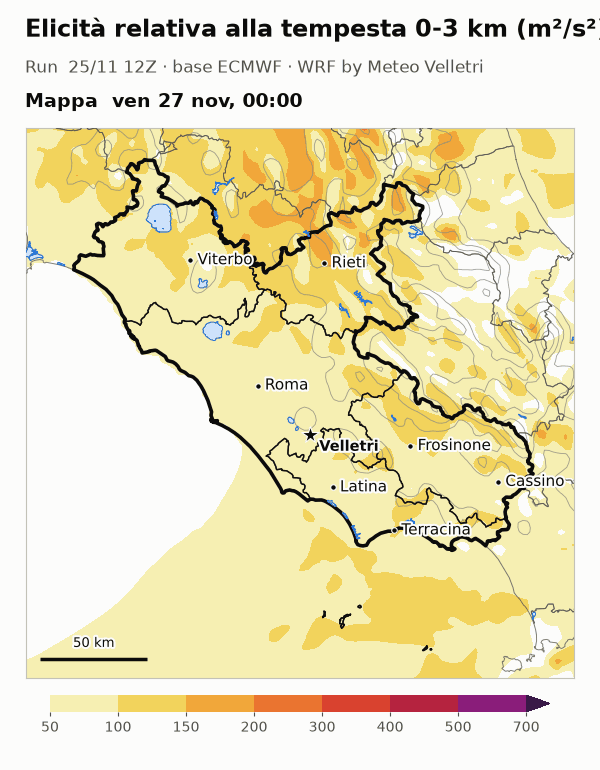 Elicità relativa alla tempesta 0-3 km (m²/s²)
Run  25/11 12Z · base ECMWF · WRF by Meteo Velletri
Mappa  ven 27 nov, 00:00
Viterbo
Rieti
Roma
Velletri
Frosinone
Cassino
Latina
Terracina
50 km
50 100 150 200 300 400 500 700